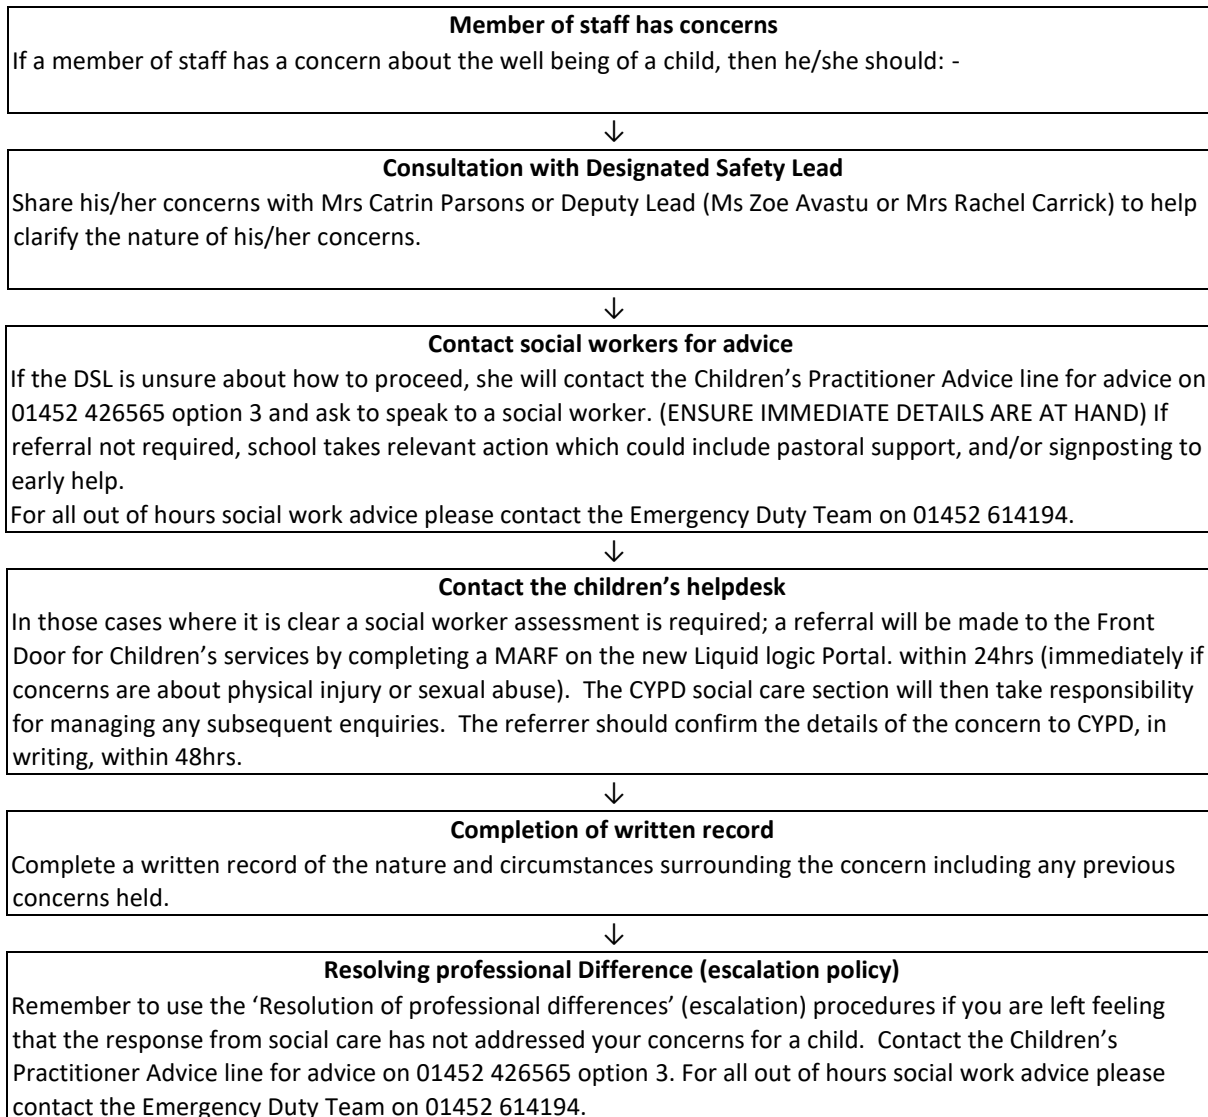 Member of staff has concerns
If a member of staff has a concern about the well being of a child, then he/she should: -
↓
Consultation with Designated Safety Lead
Share his/her concerns with Mrs Catrin Parsons or Deputy Lead (Ms Zoe Avastu or Mrs Rachel Carrick) to help
clarify the nature of his/her concerns.
↓
Contact social workers for advice
If the DSL is unsure about how to proceed, she will contact the Children’s Practitioner Advice line for advice on
01452 426565 option 3 and ask to speak to a social worker. (ENSURE IMMEDIATE DETAILS ARE AT HAND) If
referral not required, school takes relevant action which could include pastoral support, and/or signposting to
early help.
For all out of hours social work advice please contact the Emergency Duty Team on 01452 614194.
↓
Contact the children’s helpdesk
In those cases where it is clear a social worker assessment is required; a referral will be made to the Front
Door for Children’s services by completing a MARF on the new Liquid logic Portal. within 24hrs (immediately if
concerns are about physical injury or sexual abuse).  The CYPD social care section will then take responsibility
for managing any subsequent enquiries.  The referrer should confirm the details of the concern to CYPD, in
writing, within 48hrs.
↓
Completion of written record
Complete a written record of the nature and circumstances surrounding the concern including any previous
concerns held.
↓
Resolving professional Difference (escalation policy)
Remember to use the ‘Resolution of professional differences’ (escalation) procedures if you are left feeling
that the response from social care has not addressed your concerns for a child.  Contact the Children’s
Practitioner Advice line for advice on 01452 426565 option 3. For all out of hours social work advice please
contact the Emergency Duty Team on 01452 614194.